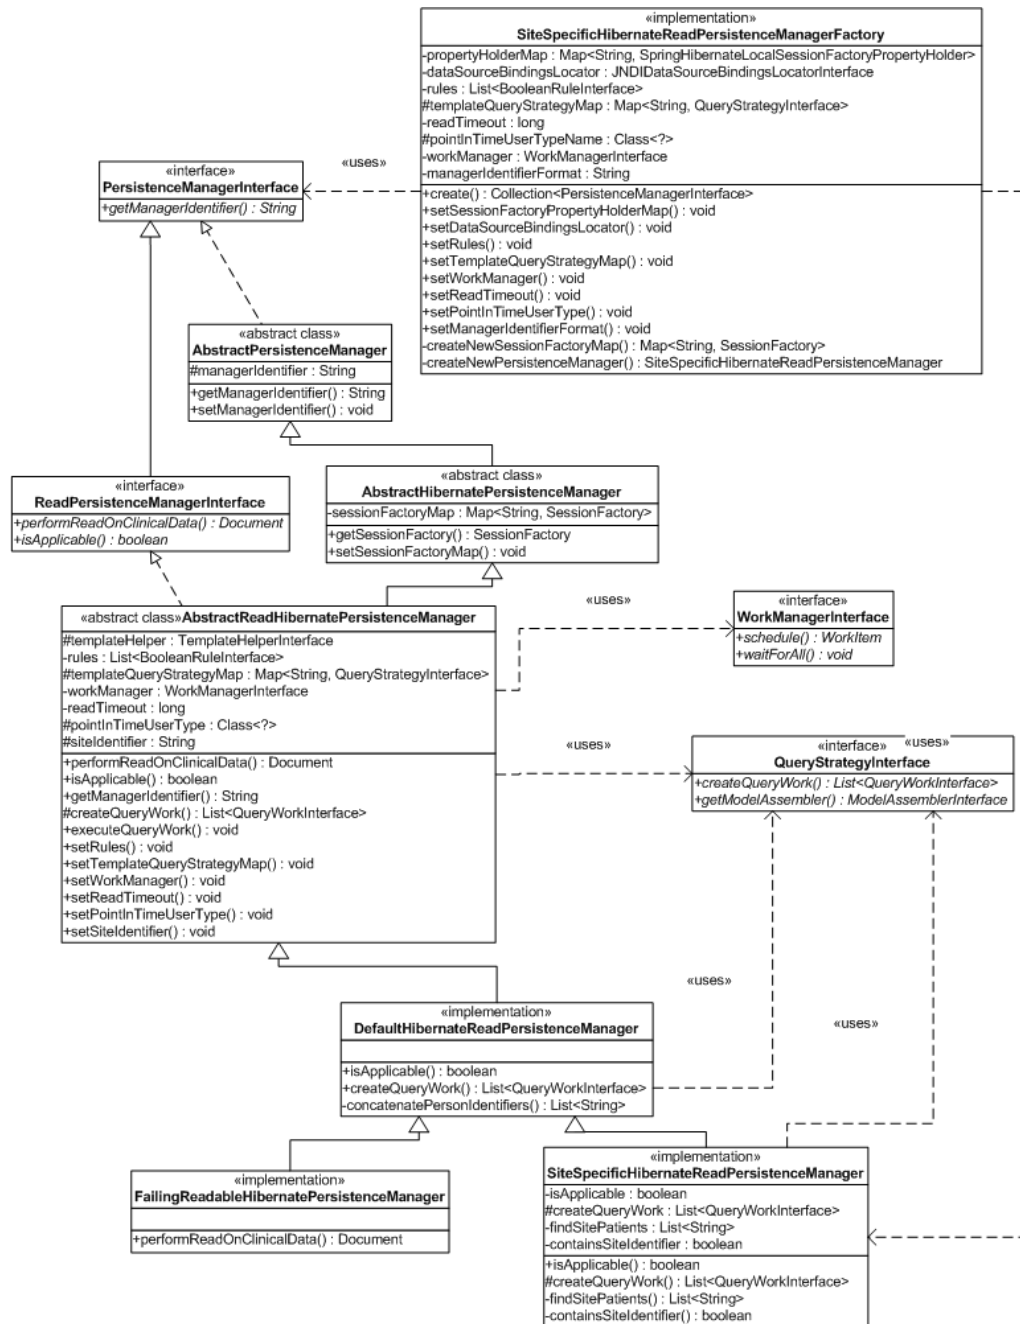 «implementation»
SiteSpecificHibernateReadPersistenceManagerFactory
-propertyHolderMap : Map<String, SpringHibernateLocalSessionFactoryPropertyHolder>
-dataSourceBindingsLocator : JNDIDataSourceBindingsLocatorInterface
-rules : List<BooleanRuleInterface>
#templateQueryStrategyMap : Map<String, QueryStrategyInterface>
-readTimeout : long
#pointInTimeUserTypeName : Class<?>
-workManager : WorkManagerInterface
-managerIdentifierFormat : String
+create() : Collection<PersistenceManagerInterface>
+setSessionFactoryPropertyHolderMap() : void
+setDataSourceBindingsLocator() : void
+setRules() : void
+setTemplateQueryStrategyMap() : void
+setWorkManager() : void
+setReadTimeout() : void
+setPointInTimeUserType() : void
+setManagerIdentifierFormat() : void
-createNewSessionFactoryMap() : Map<String, SessionFactory>
-createNewPersistenceManager() : SiteSpecificHibernateReadPersistenceManager
«uses»
«interface»
PersistenceManagerInterface
+getManagerIdentifier() : String
«abstract class»
AbstractPersistenceManager
#managerIdentifier : String
+getManagerIdentifier() : String
+setManagerIdentifier() : void
«interface»
ReadPersistenceManagerInterface
+performReadOnClinicalData() : Document
+isApplicable() : boolean
«abstract class»
AbstractHibernatePersistenceManager
-sessionFactoryMap : Map<String, SessionFactory>
+getSessionFactory() : SessionFactory
+setSessionFactoryMap() : void
«abstract class»AbstractReadHibernatePersistenceManager
#templateHelper : TemplateHelperInterface
-rules : List<BooleanRuleInterface>
#templateQueryStrategyMap : Map<String, QueryStrategyInterface>
-workManager : WorkManagerInterface
-readTimeout : long
#pointInTimeUserType : Class<?>
#siteIdentifier : String
+performReadOnClinicalData() : Document
+isApplicable() : boolean
+getManagerIdentifier() : String
#createQueryWork() : List<QueryWorkInterface>
+executeQueryWork() : void
+setRules() : void
+setTemplateQueryStrategyMap() : void
+setWorkManager() : void
+setReadTimeout() : void
+setPointInTimeUserType() : void
+setSiteIdentifier() : void
«uses»
«interface»
WorkManagerInterface
+schedule() : WorkItem
+waitForAll() : void
«uses»
«interface»
«uses»
QueryStrategyInterface
+createQueryWork() : List<QueryWorkInterface>
+getModelAssembler() : ModelAssemblerInterface
«uses»
«uses»
«implementation»
DefaultHibernateReadPersistenceManager
+isApplicable() : boolean
+createQueryWork() : List<QueryWorkInterface>
-concatenatePersonIdentifiers() : List<String>
«implementation»
FailingReadableHibernatePersistenceManager
+performReadOnClinicalData() : Document
«implementation»
SiteSpecificHibernateReadPersistenceManager
-isApplicable : boolean
#createQueryWork : List<QueryWorkInterface>
-findSitePatients : List<String>
-containsSiteIdentifier : boolean
+isApplicable() : boolean
#createQueryWork() : List<QueryWorkInterface>
-findSitePatients() : List<String>
-containsSiteIdentifier() : boolean